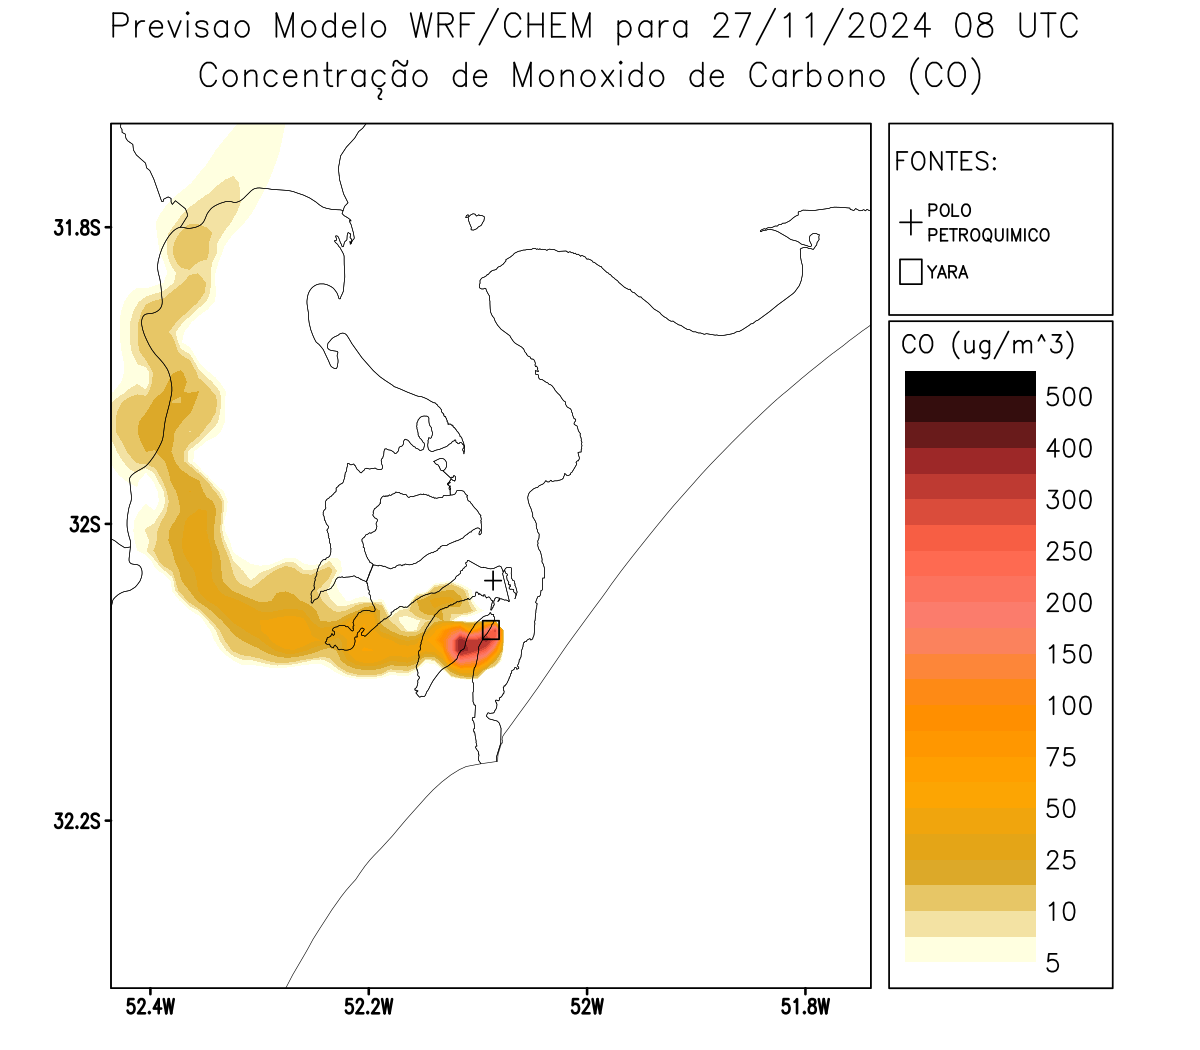 Previsao Modelo WRF/CHEM para 27/11/2024 08 UTC
Concentração de Monoxido de Carbono (CO)
FONTES:
POLO
PETROQUIMICO
YARA
CO (ug/m^3)
500
400
300
250
200
150
100
75
50
25
10
5
31.8S
32S
32.2S
52.4W
52.2W
52W
51.8W